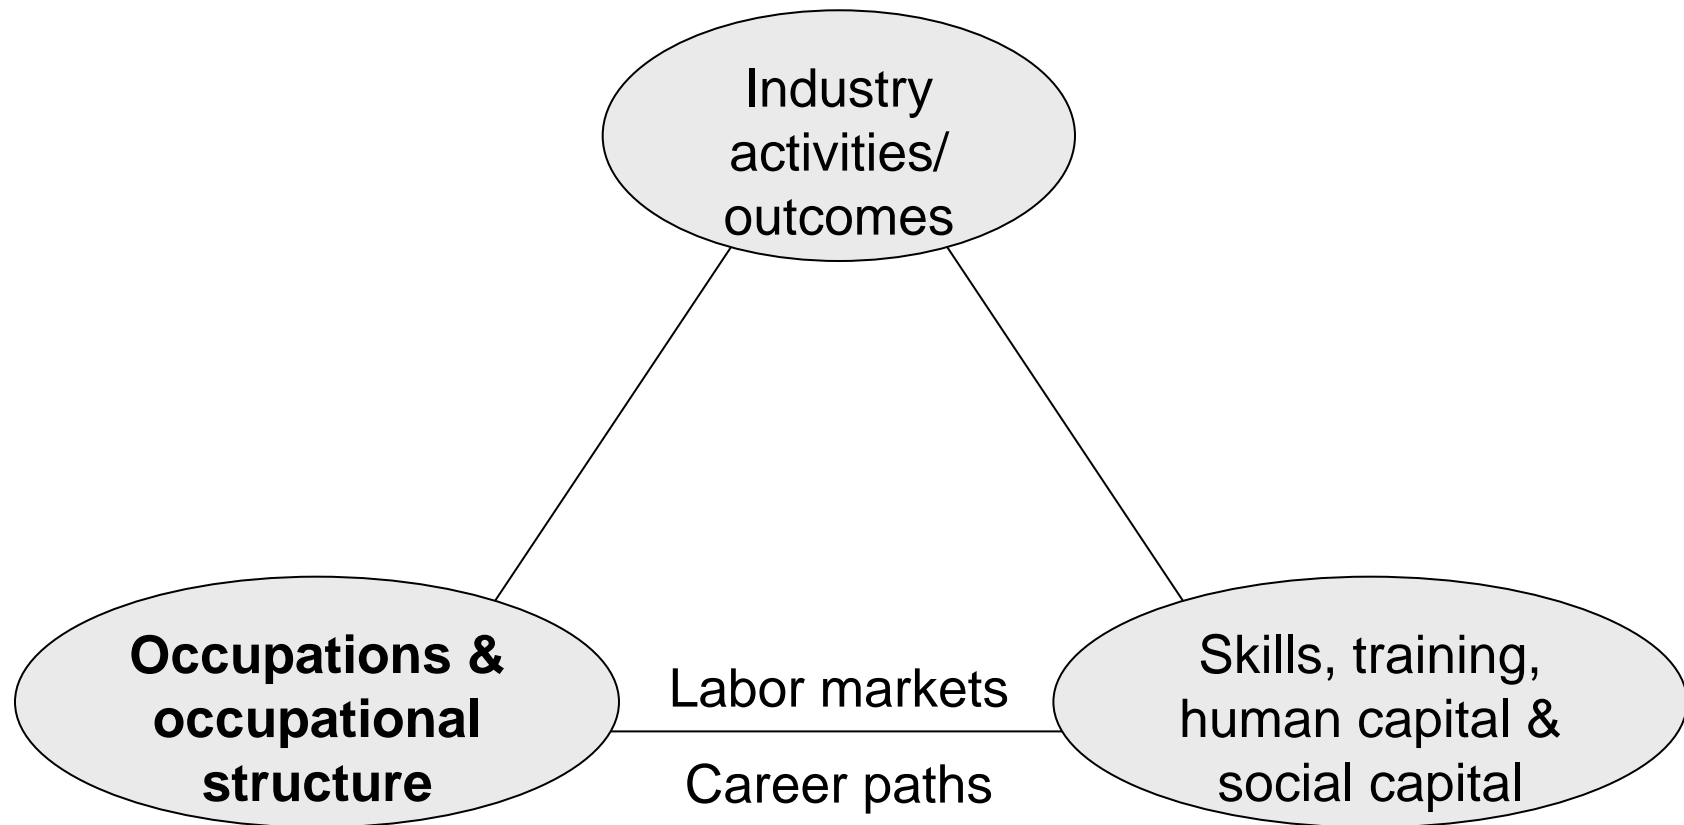 Industry
activities/
outcomes
Occupations &
occupational
structure
Labor markets
Career paths
Skills, training,
human capital &
social capital